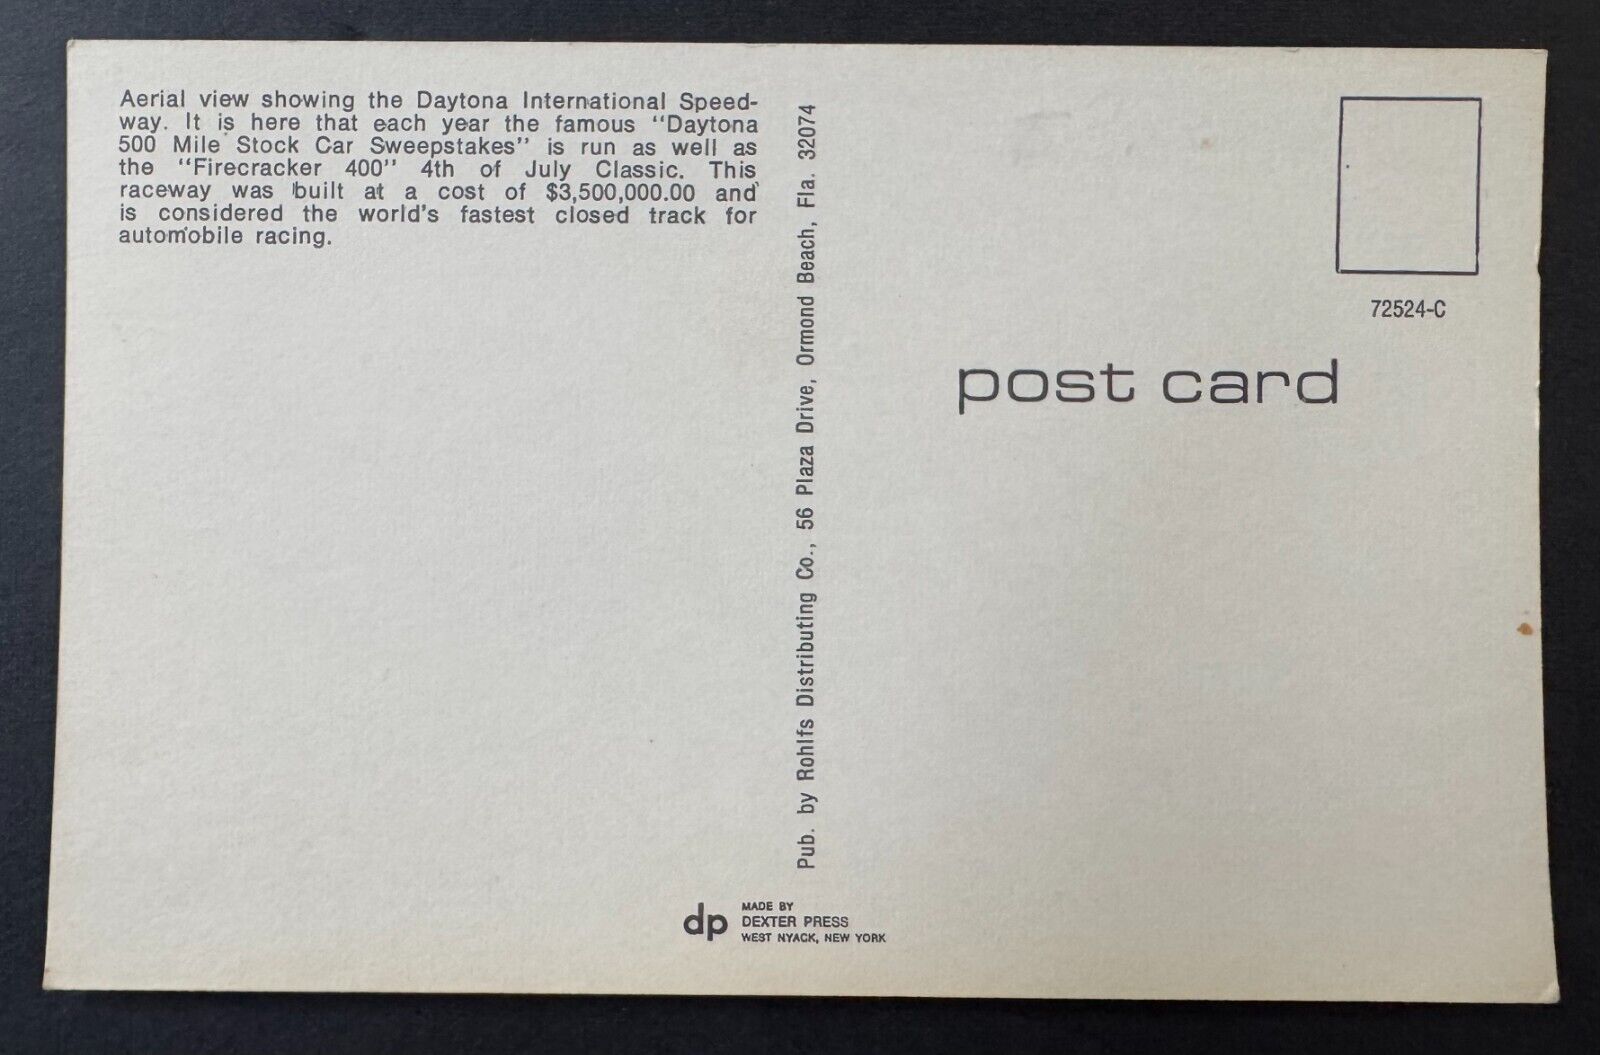 Aerial view showing the Daytona International Speed-
way. It is here that each year the famous "Daytona
500 Mile Stock Car Sweepstakes" is run as well as
the "Firecracker 400" 4th of July Classic. This
raceway was built at a cost of $3,500,000.00 and
is considered the world's fastest closed track for
automobile racing.
Pub. by Rohlfs Distributing Co., 56 Plaza Drive, Ormond Beach, Fla. 32074
72524-C
post card
dp
MADE BY
DEXTER PRESS
WEST NYACK, NEW YORK